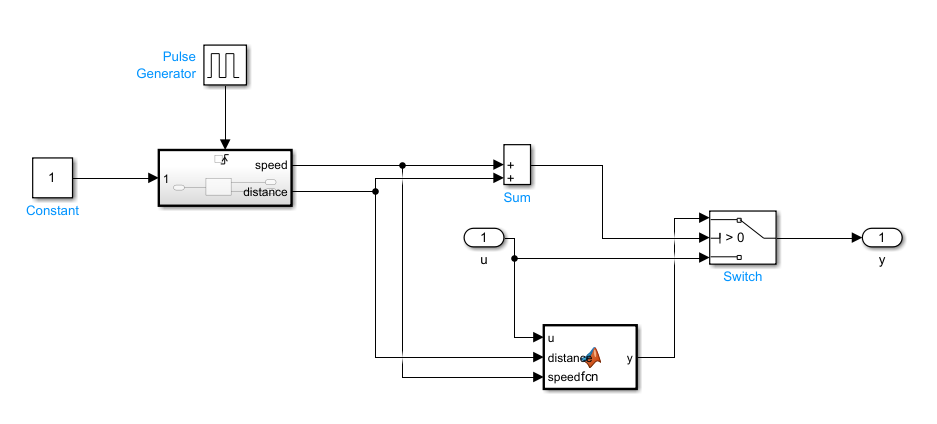 Pulse
Generator
1
Constant
1
speed
distance
+
+
Sum
1
u
> 0
Switch
1
y
u
distance
speed
fcn
y